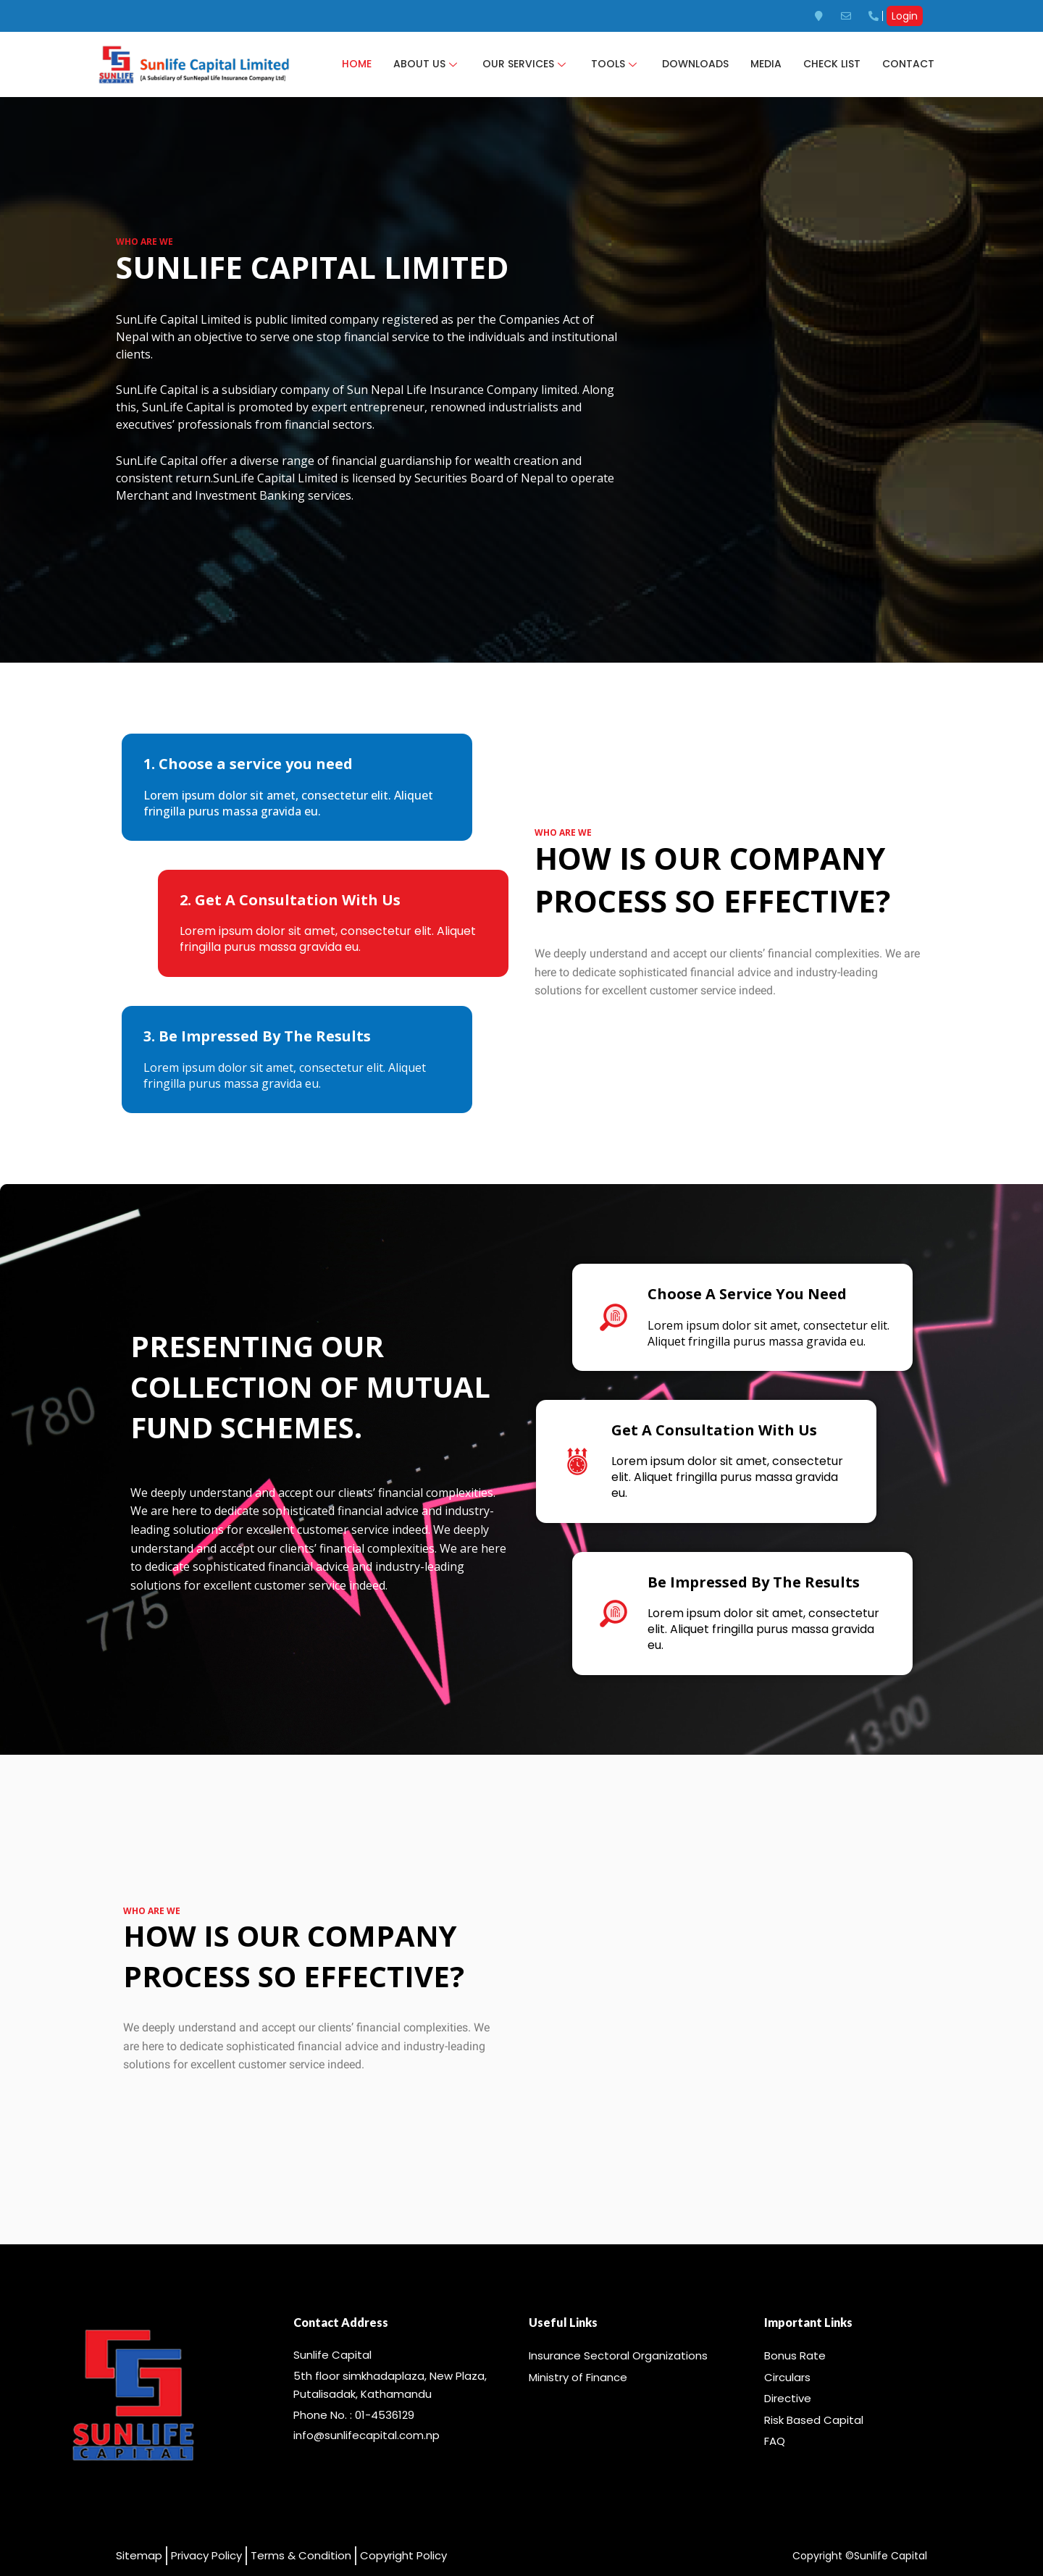 Login
Sunlife Capital Limited
[A Subsidiary of SunNepal Life Insurance Company Ltd]
CAPITAL
HOME
ABOUT US
OUR SERVICES
TOOLS
DOWNLOADS
MEDIA
CHECK LIST
CONTACT
WHO ARE WE
SUNLIFE CAPITAL LIMITED
SunLife Capital Limited is public limited company registered as per the Companies Act of
Nepal with an objective to serve one stop financial service to the individuals and institutional
clients.
SunLife Capital is a subsidiary company of Sun Nepal Life Insurance Company limited. Along
this, SunLife Capital is promoted by expert entrepreneur, renowned industrialists and
executives’ professionals from financial sectors.
SunLife Capital offer a diverse range of financial guardianship for wealth creation and
consistent return.SunLife Capital Limited is licensed by Securities Board of Nepal to operate
Merchant and Investment Banking services.
1. Choose a service you need
Lorem ipsum dolor sit amet, consectetur elit. Aliquet
fringilla purus massa gravida eu.
2. Get A Consultation With Us
Lorem ipsum dolor sit amet, consectetur elit. Aliquet
fringilla purus massa gravida eu.
3. Be Impressed By The Results
Lorem ipsum dolor sit amet, consectetur elit. Aliquet
fringilla purus massa gravida eu.
WHO ARE WE
HOW IS OUR COMPANY
PROCESS SO EFFECTIVE?
We deeply understand and accept our clients’ financial complexities. We are
here to dedicate sophisticated financial advice and industry-leading
solutions for excellent customer service indeed.
780
775
13:00
PRESENTING OUR
COLLECTION OF MUTUAL
FUND SCHEMES.
We deeply understand and accept our clients’ financial complexities.
We are here to dedicate sophisticated financial advice and industry-
leading solutions for excellent customer service indeed. We deeply
understand and accept our clients’ financial complexities. We are here
to dedicate sophisticated financial advice and industry-leading
solutions for excellent customer service indeed.
Choose A Service You Need
Lorem ipsum dolor sit amet, consectetur elit.
Aliquet fringilla purus massa gravida eu.
Get A Consultation With Us
Lorem ipsum dolor sit amet, consectetur
elit. Aliquet fringilla purus massa gravida
eu.
Be Impressed By The Results
Lorem ipsum dolor sit amet, consectetur
elit. Aliquet fringilla purus massa gravida
eu.
WHO ARE WE
HOW IS OUR COMPANY
PROCESS SO EFFECTIVE?
We deeply understand and accept our clients’ financial complexities. We
are here to dedicate sophisticated financial advice and industry-leading
solutions for excellent customer service indeed.
SUNLIFE
CAPITAL
Contact Address
Sunlife Capital
5th floor simkhadaplaza, New Plaza,
Putalisadak, Kathamandu
Phone No. : 01-4536129
info@sunlifecapital.com.np
Useful Links
Insurance Sectoral Organizations
Ministry of Finance
Important Links
Bonus Rate
Circulars
Directive
Risk Based Capital
FAQ
Sitemap
Privacy Policy
Terms & Condition
Copyright Policy
Copyright ©Sunlife Capital